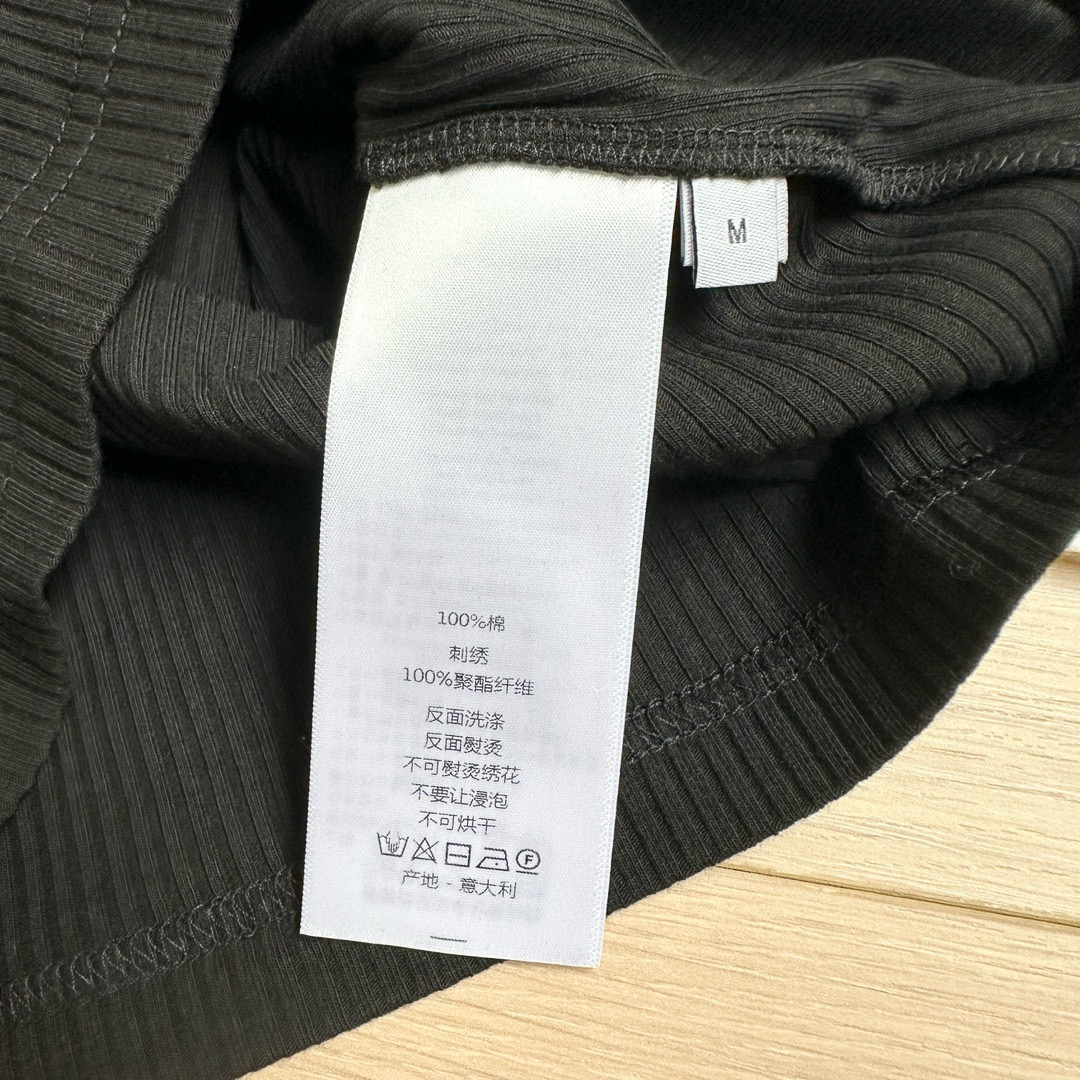 M
100%棉
刺绣
100%聚酯纤维
反面洗涤
反面熨烫
不可熨烫绣花
不要让浸泡
不可烘干
F
产地 - 意大利